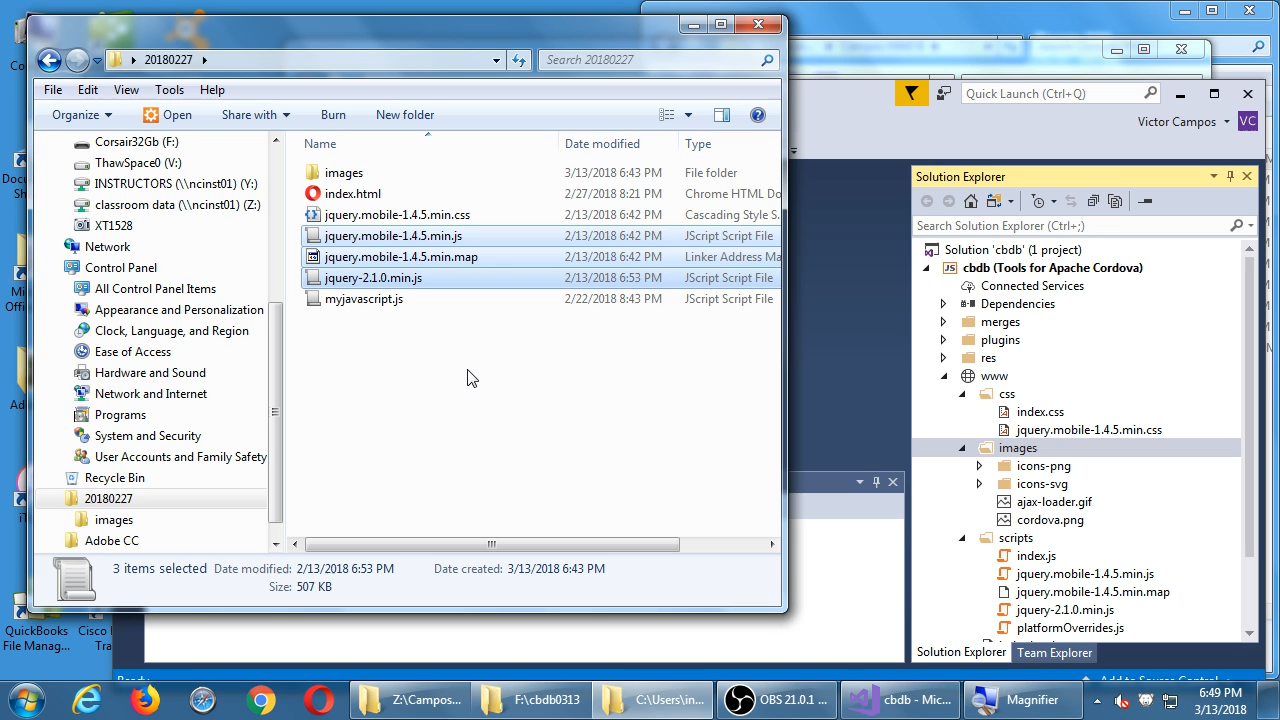 20180227
Search 20180227
File Edit View Tools Help
Organize Open Share with Burn New folder
Name Date modified Type
images 3/13/2018 6:43 PM File folder
index.html 2/27/2018 8:21 PM Chrome HTML Do
jquery.mobile-1.4.5.min.css 2/13/2018 6:42 PM Cascading Style S
jquery.mobile-1.4.5.min.js 2/13/2018 6:42 PM JScript Script File
jquery.mobile-1.4.5.min.map 2/13/2018 6:42 PM Linker Address Ma
jquery-2.1.0.min.js 2/13/2018 6:53 PM JScript Script File
myjavascript.js 2/22/2018 8:43 PM JScript Script File
Corsair32Gb (F:)
ThawSpace0 (V:)
INSTRUCTORS (\\ncinst01) (Y:)
classroom data (\\ncinst01) (Z:)
XT1528
Network
Control Panel
All Control Panel Items
Appearance and Personalization
Clock, Language, and Region
Ease of Access
Hardware and Sound
Network and Internet
Programs
System and Security
User Accounts and Family Safety
Recycle Bin
20180227
images
Adobe CC
3 items selected Date modified: 2/13/2018 6:53 PM Date created: 3/13/2018 6:43 PM
Size: 507 KB
Quick Launch (Ctrl+Q)
Victor Campos VC
Solution Explorer
Search Solution Explorer (Ctrl+;)
Solution 'cbdb' (1 project)
cbdb (Tools for Apache Cordova)
Connected Services
Dependencies
merges
plugins
res
www
css
index.css
jquery.mobile-1.4.5.min.css
images
icons-png
icons-svg
ajax-loader.gif
cordova.png
scripts
index.js
jquery.mobile-1.4.5.min.js
jquery.mobile-1.4.5.min.map
jquery-2.1.0.min.js
platformOverrides.js
Solution Explorer Team Explorer
QuickBooks
File Manag...
Z:\Campos... F:\cbdb0313 C:\Users\in... OBS 21.0.1 ... cbdb - Mic... Magnifier
6:49 PM
3/13/2018